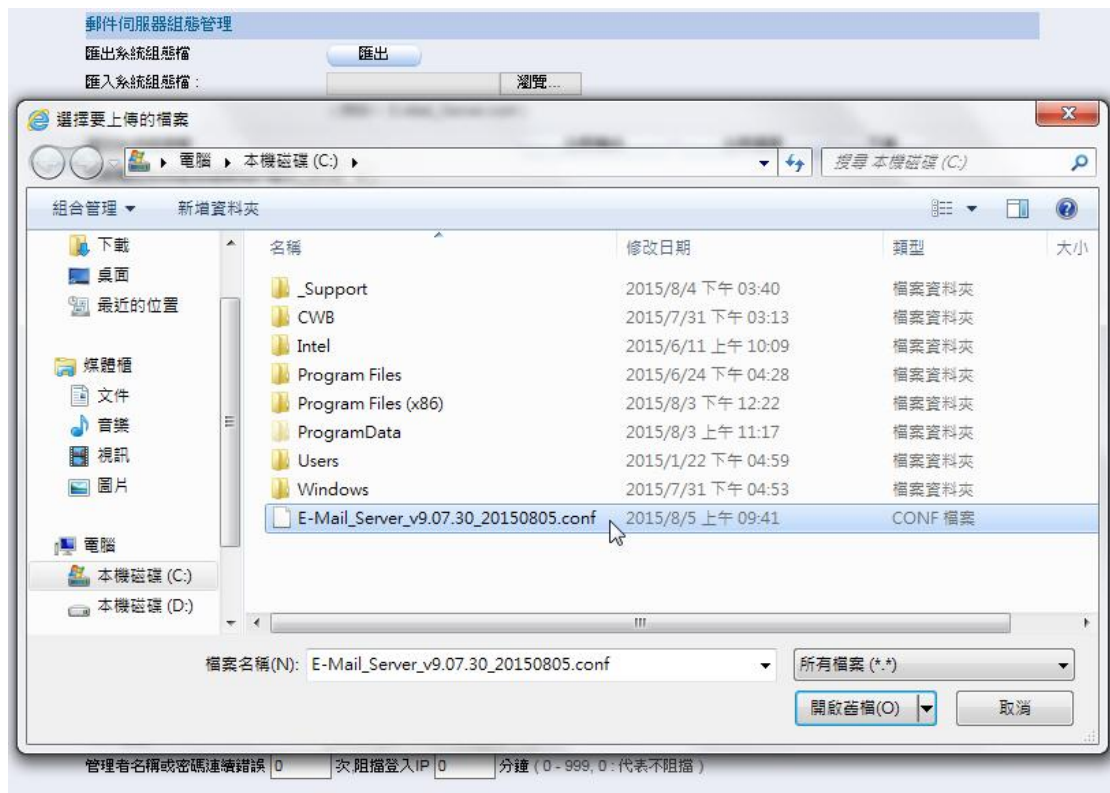 郵件伺服器組態管理
匯出系統組態檔 匯出
匯入系統組態檔 : 瀏覽...
選擇要上傳的檔案
電腦 本機磁碟 (C:) 搜尋 本機磁碟 (C:)
組合管理 新增資料夾
下載
桌面
最近的位置
媒體櫃
文件
音樂
視訊
圖片
電腦
本機磁碟 (C:)
本機磁碟 (D:)
名稱 修改日期 類型 大小
_Support 2015/8/4 下午 03:40 檔案資料夾
CWB 2015/7/31 下午 03:13 檔案資料夾
Intel 2015/6/11 上午 10:09 檔案資料夾
Program Files 2015/6/24 下午 04:28 檔案資料夾
Program Files (x86) 2015/8/3 下午 12:22 檔案資料夾
ProgramData 2015/8/3 上午 11:17 檔案資料夾
Users 2015/1/22 下午 04:59 檔案資料夾
Windows 2015/7/31 下午 04:53 檔案資料夾
E-Mail_Server_v9.07.30_20150805.conf 2015/8/5 上午 09:41 CONF 檔案
檔案名稱(N): E-Mail_Server_v9.07.30_20150805.conf 所有檔案 (*.*)
開啟舊檔(O) 取消
管理者名稱或密碼連續錯誤 0 次,阻擋登入IP 0 分鐘 ( 0 - 999, 0 : 代表不阻擋 )